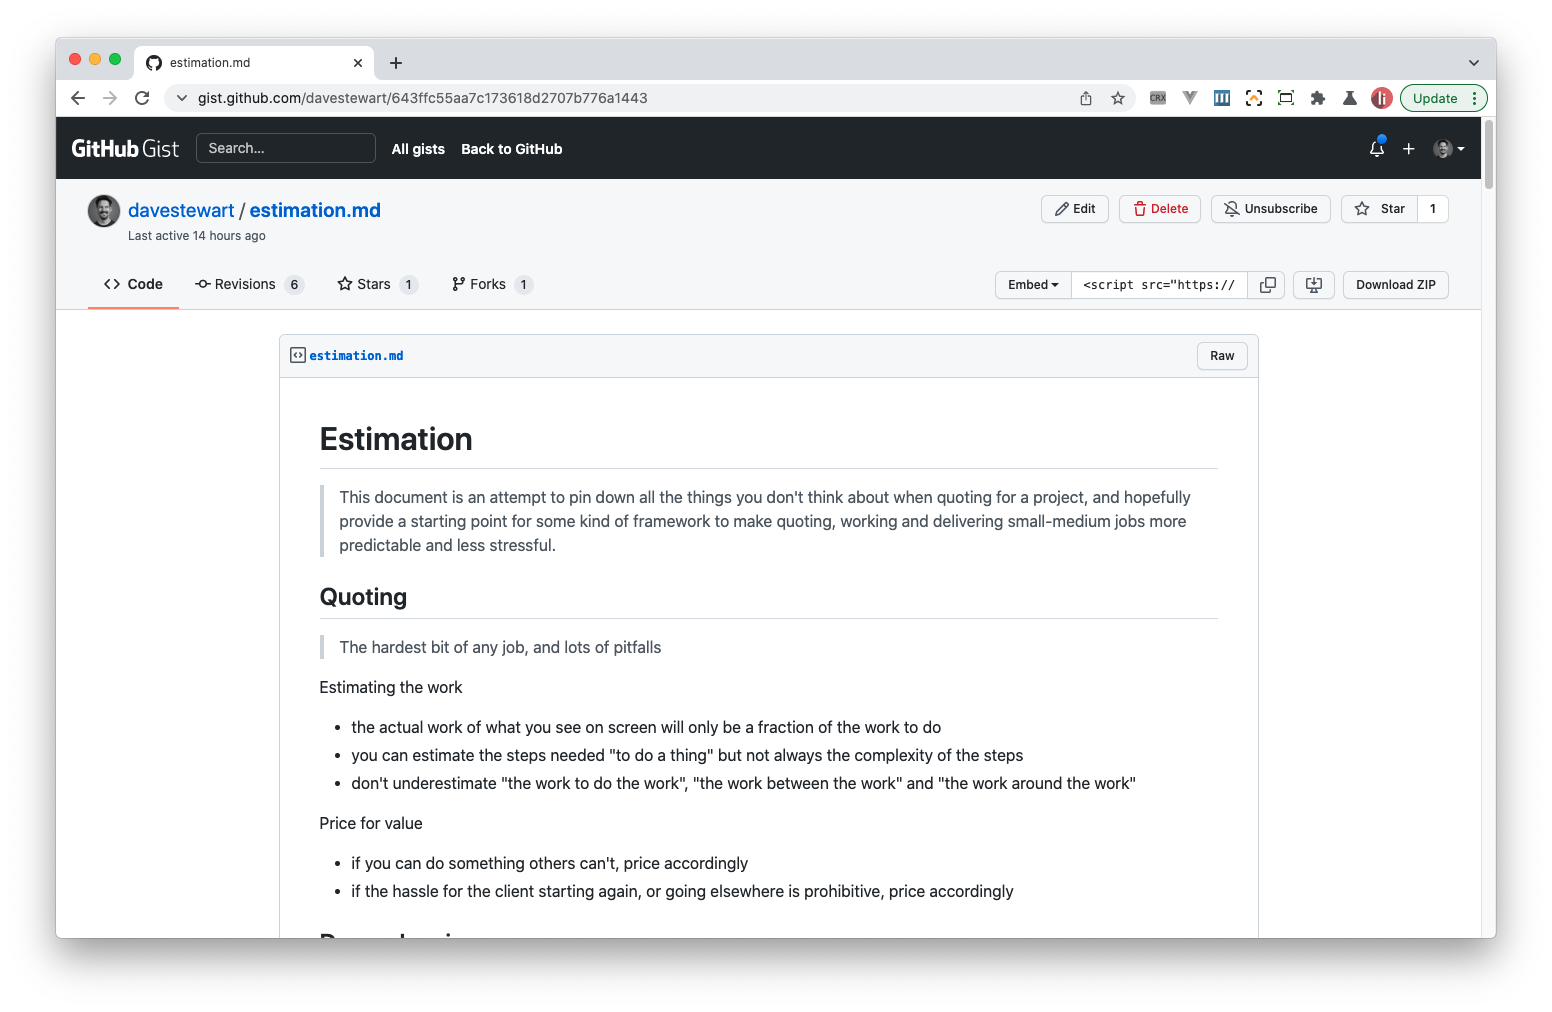 estimation.md
gist.github.com/davestewart/643ffc55aa7c173618d2707b776a1443
CRX
Update
GitHub Gist
Search...
All gists
Back to GitHub
davestewart / estimation.md
Edit
Delete
Unsubscribe
Star
1
Last active 14 hours ago
Code
Revisions 6
Stars 1
Forks 1
Embed
<script src="https://
Download ZIP
estimation.md
Raw
Estimation
This document is an attempt to pin down all the things you don't think about when quoting for a project, and hopefully
provide a starting point for some kind of framework to make quoting, working and delivering small-medium jobs more
predictable and less stressful.
Quoting
The hardest bit of any job, and lots of pitfalls
Estimating the work
• the actual work of what you see on screen will only be a fraction of the work to do
• you can estimate the steps needed "to do a thing" but not always the complexity of the steps
• don't underestimate "the work to do the work", "the work between the work" and "the work around the work"
Price for value
• if you can do something others can't, price accordingly
• if the hassle for the client starting again, or going elsewhere is prohibitive, price accordingly